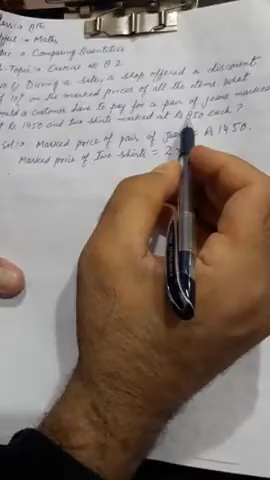 Class:- 8th
Subject :- Maths
Topic :- Comparing Quantities
Sub-Topic:- Exercise No 8.2
During a sale, a shop offered a discount
of 10% on the marked prices of all the items. What
would a customer have to pay for a pair of jeans marked
at Rs 1450 and two shirts marked at Rs 850 each?
Sol:- Marked price of pair of Jeans = Rs 1450.
Marked price of Two shirts = 2